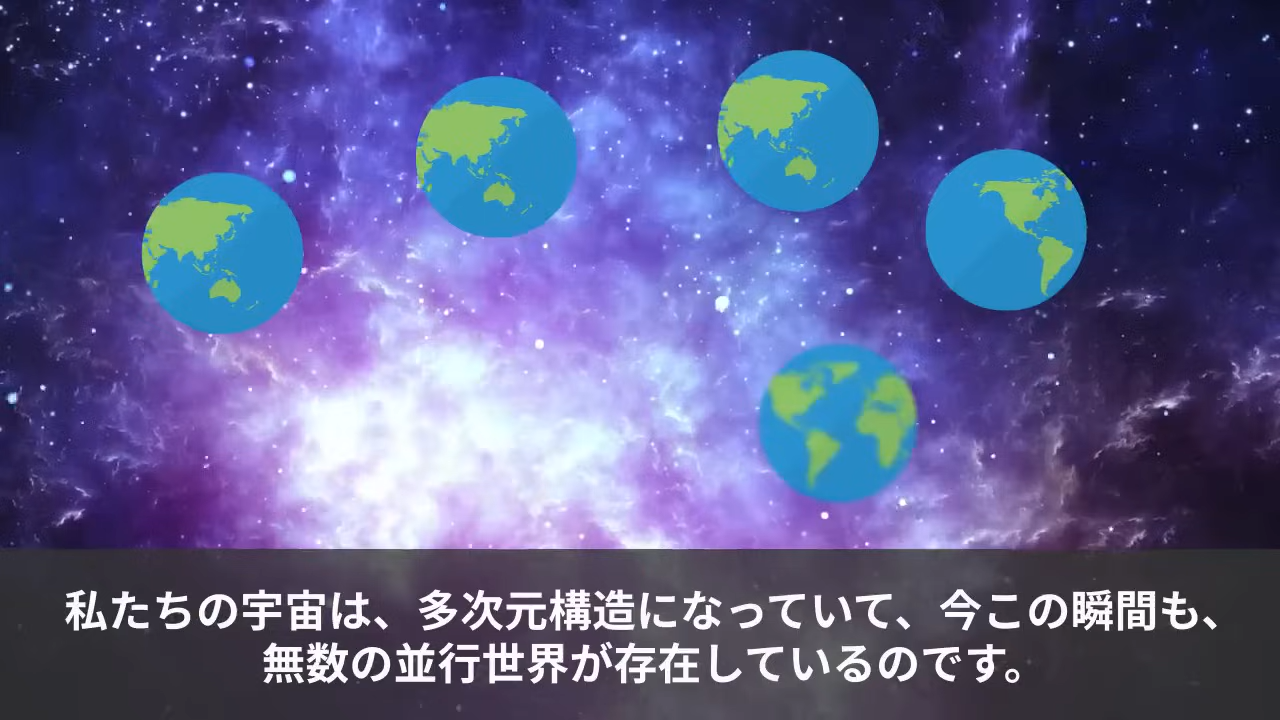 私たちの宇宙は、多次元構造になっていて、今この瞬間も、
無数の並行世界が存在しているのです。